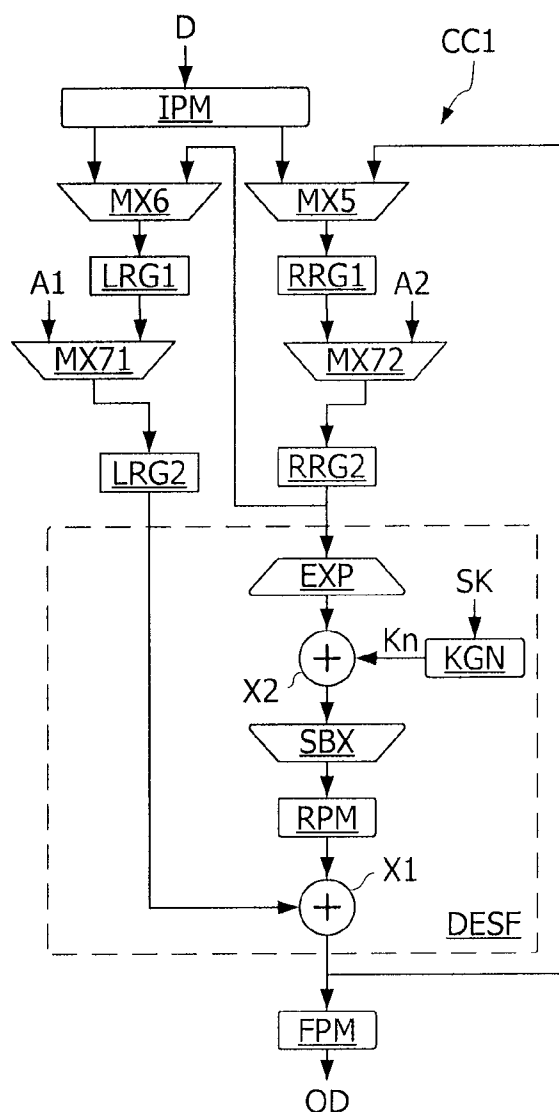 D
CC1
IPM
MX6
MX5
LRG1
RRG1
A1
A2
MX71
MX72
LRG2
RRG2
EXP
SK
Kn
KGN
X2
SBX
RPM
X1
DESF
FPM
OD